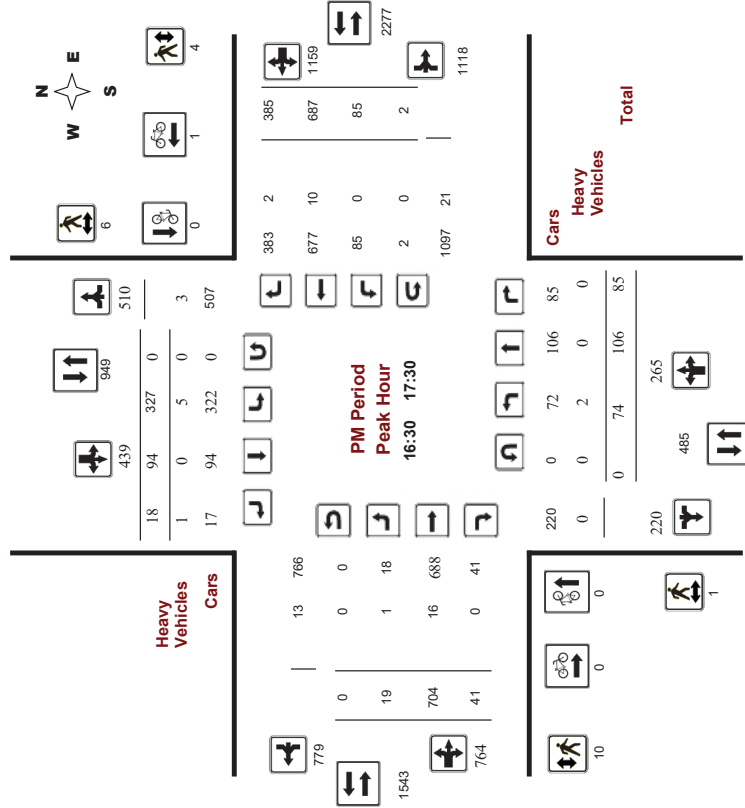 N
W E
S
6
4
0
1
510
949
439
18 94 327 0
1 0 5 0 3
17 94 322 0 507
Heavy
Vehicles
Cars
1159
2277
1118
383 2 385
677 10 687
85 0 85
2 0 2
1097 21
PM Period
Peak Hour
16:30 17:30
13 766
0 0 0
19 1 18
704 16 688
41 0 41
779
1543
764
Cars
Heavy
Vehicles
Total
220 0 72 106 85
0 0 2 0 0
0 74 106 85
220
485
265
0
0
10
1